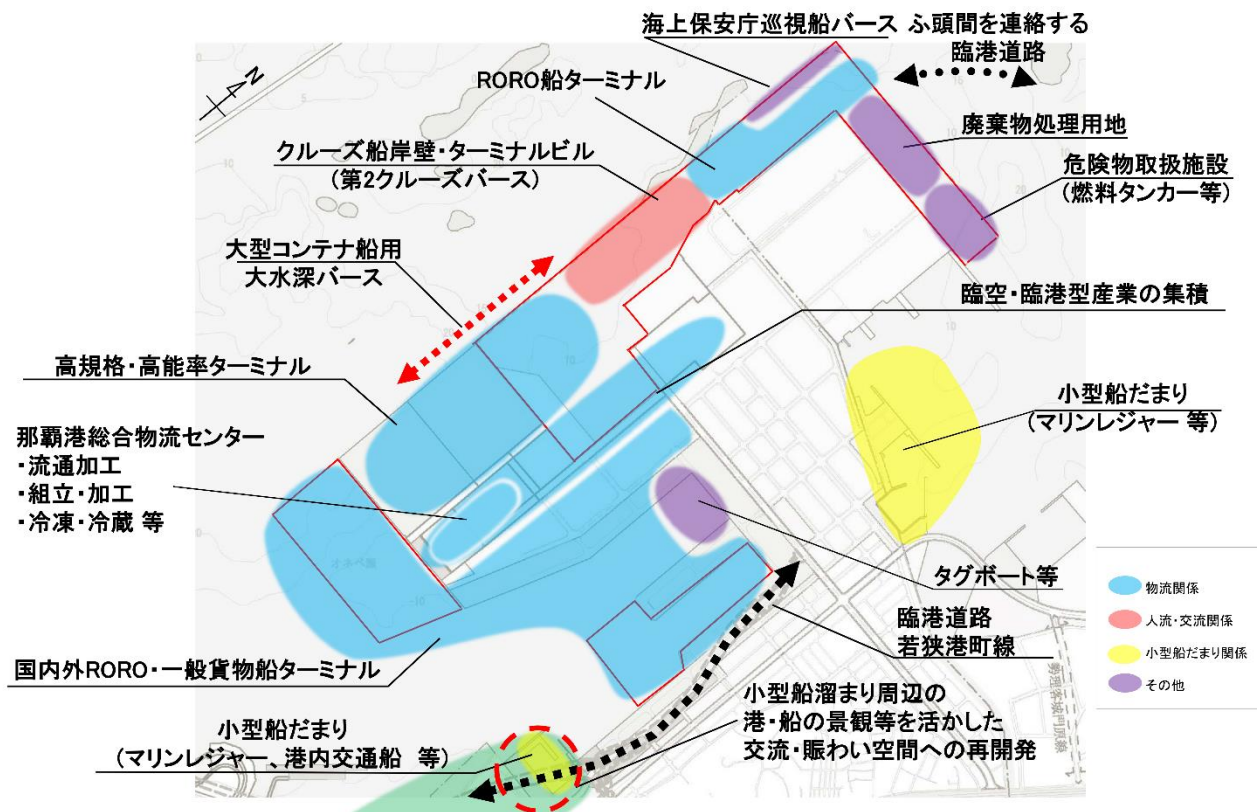 海上保安庁巡視船バース
ふ頭間を連絡する
臨港道路
N
RORO船ターミナル
廃棄物処理用地
クルーズ船岸壁・ターミナルビル
(第2クルーズバース)
危険物取扱施設
(燃料タンカー等)
大型コンテナ船用
大水深バース
臨空・臨港型産業の集積
高規格・高能率ターミナル
小型船だまり
(マリンレジャー 等)
那覇港総合物流センター
・流通加工
・組立・加工
・冷凍・冷蔵 等
タグボート等
物流関係
人流・交流関係
小型船だまり関係
その他
臨港道路
若狭港町線
国内外RORO・一般貨物船ターミナル
小型船溜まり周辺の
港・船の景観等を活かした
交流・賑わい空間への再開発
小型船だまり
(マリンレジャー、港内交通船 等)